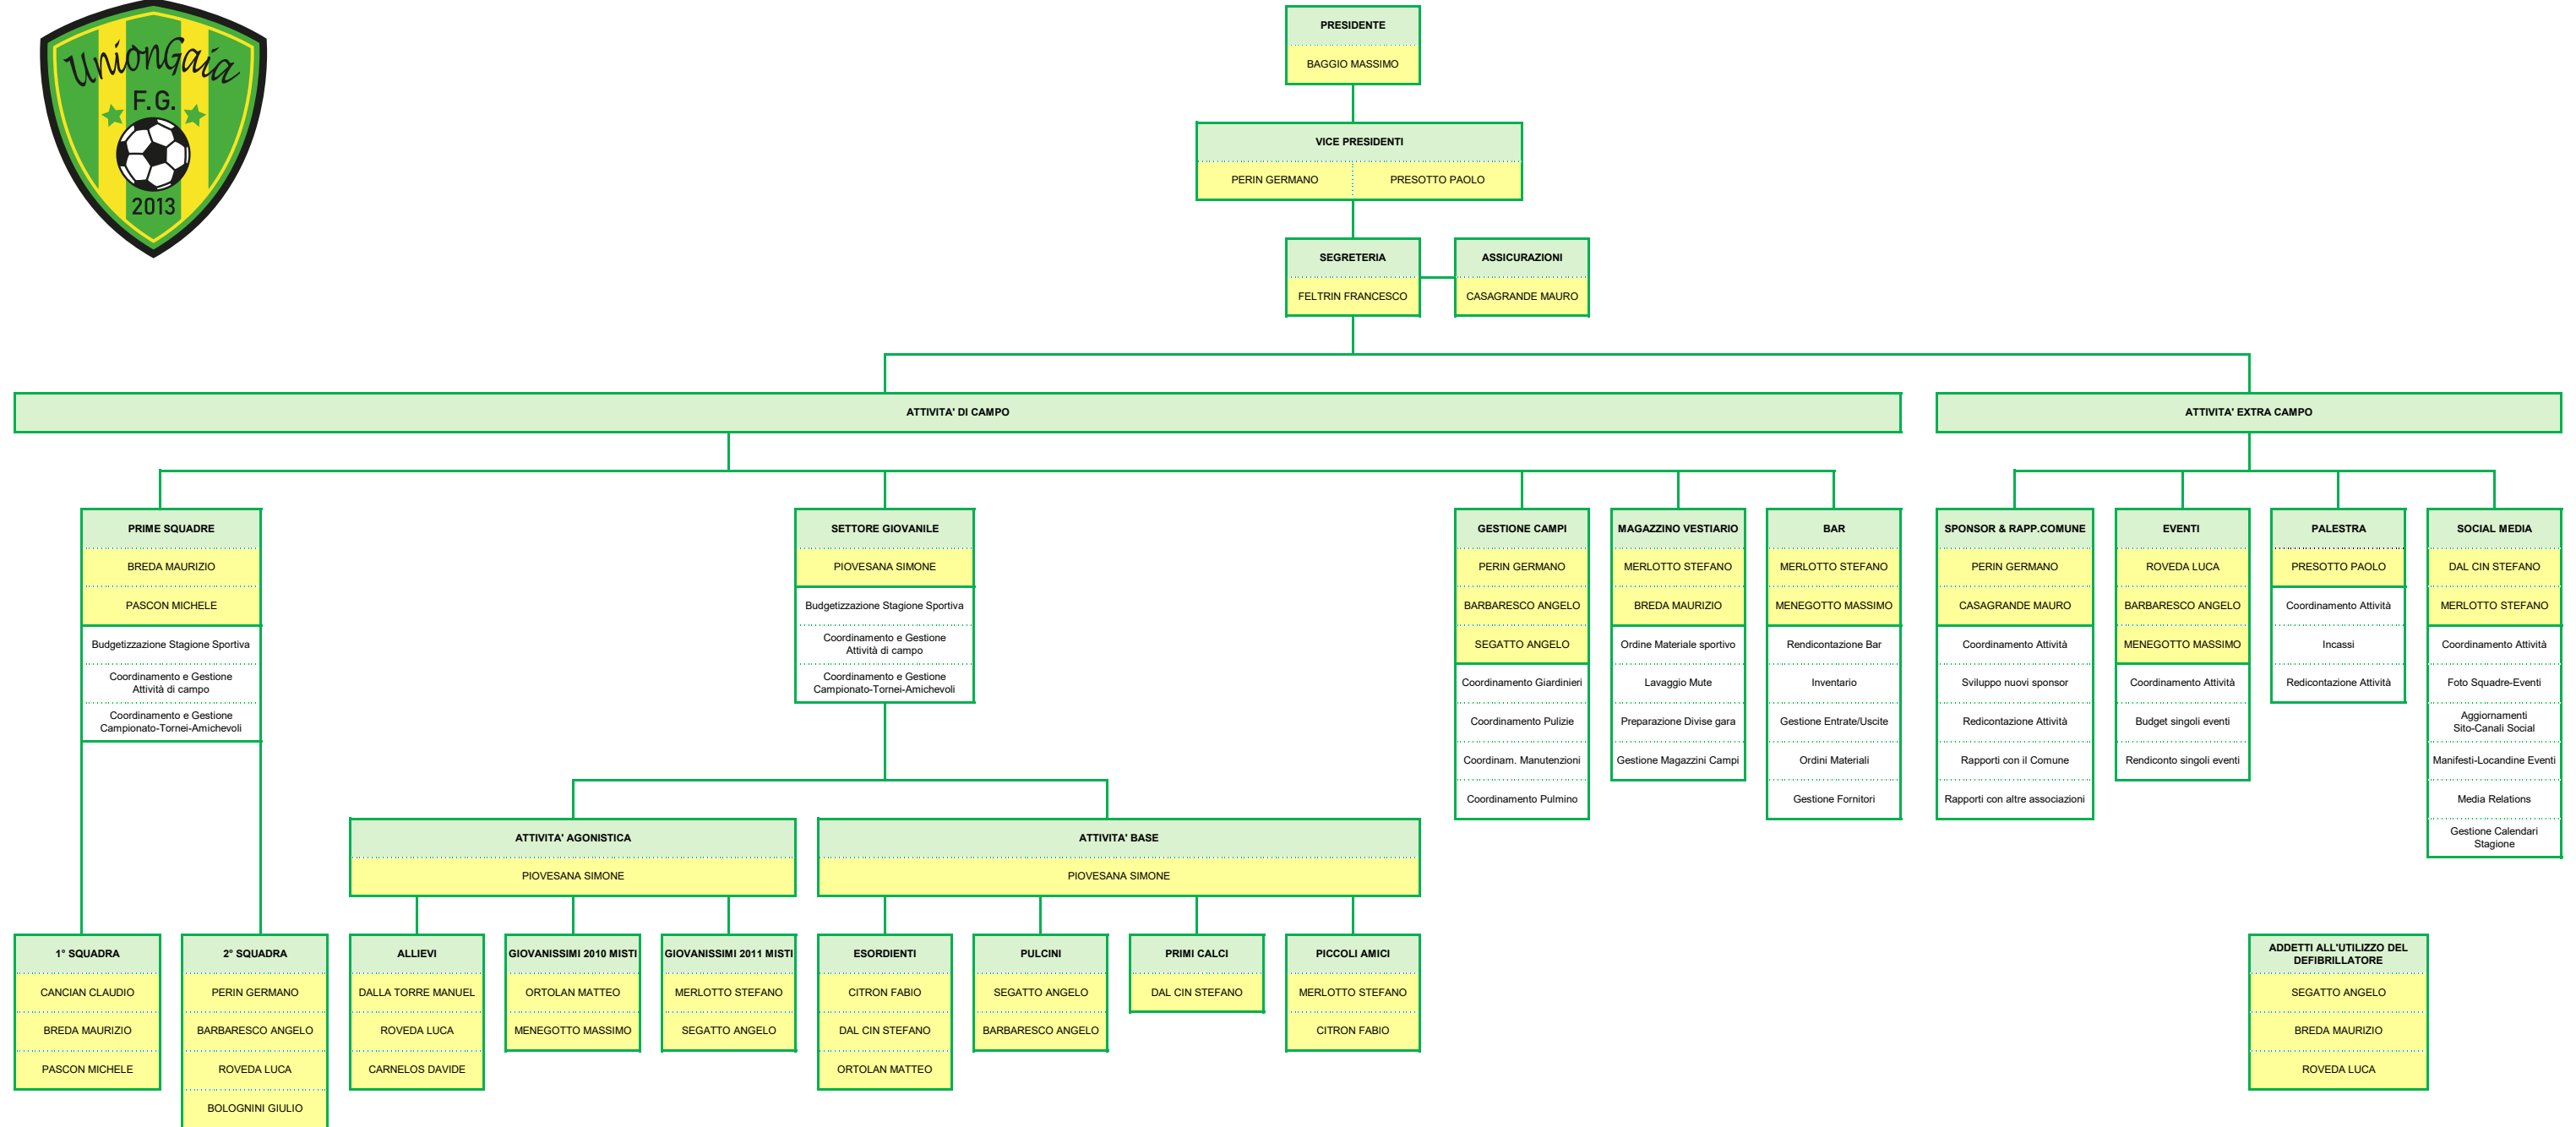 UnionGaia
F.G.
2013
PRESIDENTE
BAGGIO MASSIMO
VICE PRESIDENTI
PERIN GERMANO
PRESOTTO PAOLO
SEGRETERIA
FELTRIN FRANCESCO
ASSICURAZIONI
CASAGRANDE MAURO
ATTIVITA' DI CAMPO
ATTIVITA' EXTRA CAMPO
PRIME SQUADRE
BREDA MAURIZIO
PASCON MICHELE
Budgetizzazione Stagione Sportiva
Coordinamento e Gestione
Attività di campo
Coordinamento e Gestione
Campionato-Tornei-Amichevoli
SETTORE GIOVANILE
PIOVESANA SIMONE
Budgetizzazione Stagione Sportiva
Coordinamento e Gestione
Attività di campo
Coordinamento e Gestione
Campionato-Tornei-Amichevoli
GESTIONE CAMPI
PERIN GERMANO
BARBARESCO ANGELO
SEGATTO ANGELO
Coordinamento Giardinieri
Coordinamento Pulizie
Coordinam. Manutenzioni
Coordinamento Pulmino
MAGAZZINO VESTIARIO
MERLOTTO STEFANO
BREDA MAURIZIO
Ordine Materiale sportivo
Lavaggio Mute
Preparazione Divise gara
Gestione Magazzini Campi
BAR
MERLOTTO STEFANO
MENEGOTTO MASSIMO
Rendicontazione Bar
Inventario
Gestione Entrate/Uscite
Ordini Materiali
Gestione Fornitori
SPONSOR & RAPP.COMUNE
PERIN GERMANO
CASAGRANDE MAURO
Coordinamento Attività
Sviluppo nuovi sponsor
Redicontazione Attività
Rapporti con il Comune
Rapporti con altre associazioni
EVENTI
ROVEDA LUCA
BARBARESCO ANGELO
MENEGOTTO MASSIMO
Coordinamento Attività
Budget singoli eventi
Rendiconto singoli eventi
PALESTRA
PRESOTTO PAOLO
Coordinamento Attività
Incassi
Redicontazione Attività
SOCIAL MEDIA
DAL CIN STEFANO
MERLOTTO STEFANO
Coordinamento Attività
Foto Squadre-Eventi
Aggiornamenti
Sito-Canali Social
Manifesti-Locandine Eventi
Media Relations
Gestione Calendari
Stagione
ATTIVITA' AGONISTICA
PIOVESANA SIMONE
ATTIVITA' BASE
PIOVESANA SIMONE
1° SQUADRA
CANCIAN CLAUDIO
BREDA MAURIZIO
PASCON MICHELE
2° SQUADRA
PERIN GERMANO
BARBARESCO ANGELO
ROVEDA LUCA
BOLOGNINI GIULIO
ALLIEVI
DALLA TORRE MANUEL
ROVEDA LUCA
CARNELOS DAVIDE
GIOVANISSIMI 2010 MISTI
ORTOLAN MATTEO
MENEGOTTO MASSIMO
GIOVANISSIMI 2011 MISTI
MERLOTTO STEFANO
SEGATTO ANGELO
ESORDIENTI
CITRON FABIO
DAL CIN STEFANO
ORTOLAN MATTEO
PULCINI
SEGATTO ANGELO
BARBARESCO ANGELO
PRIMI CALCI
DAL CIN STEFANO
PICCOLI AMICI
MERLOTTO STEFANO
CITRON FABIO
ADDETTI ALL'UTILIZZO DEL
DEFIBRILLATORE
SEGATTO ANGELO
BREDA MAURIZIO
ROVEDA LUCA